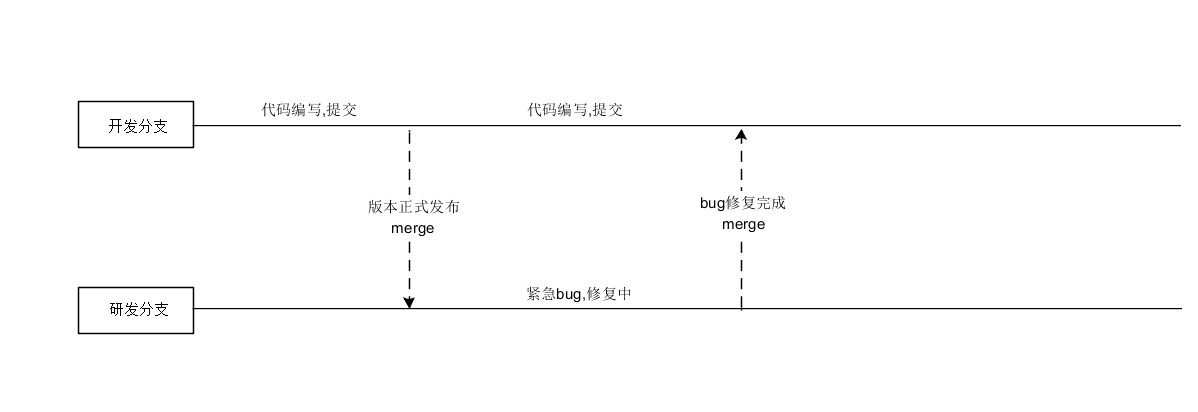 代码编写,提交
代码编写,提交
开发分支
版本正式发布
merge
bug修复完成
merge
紧急bug,修复中
研发分支